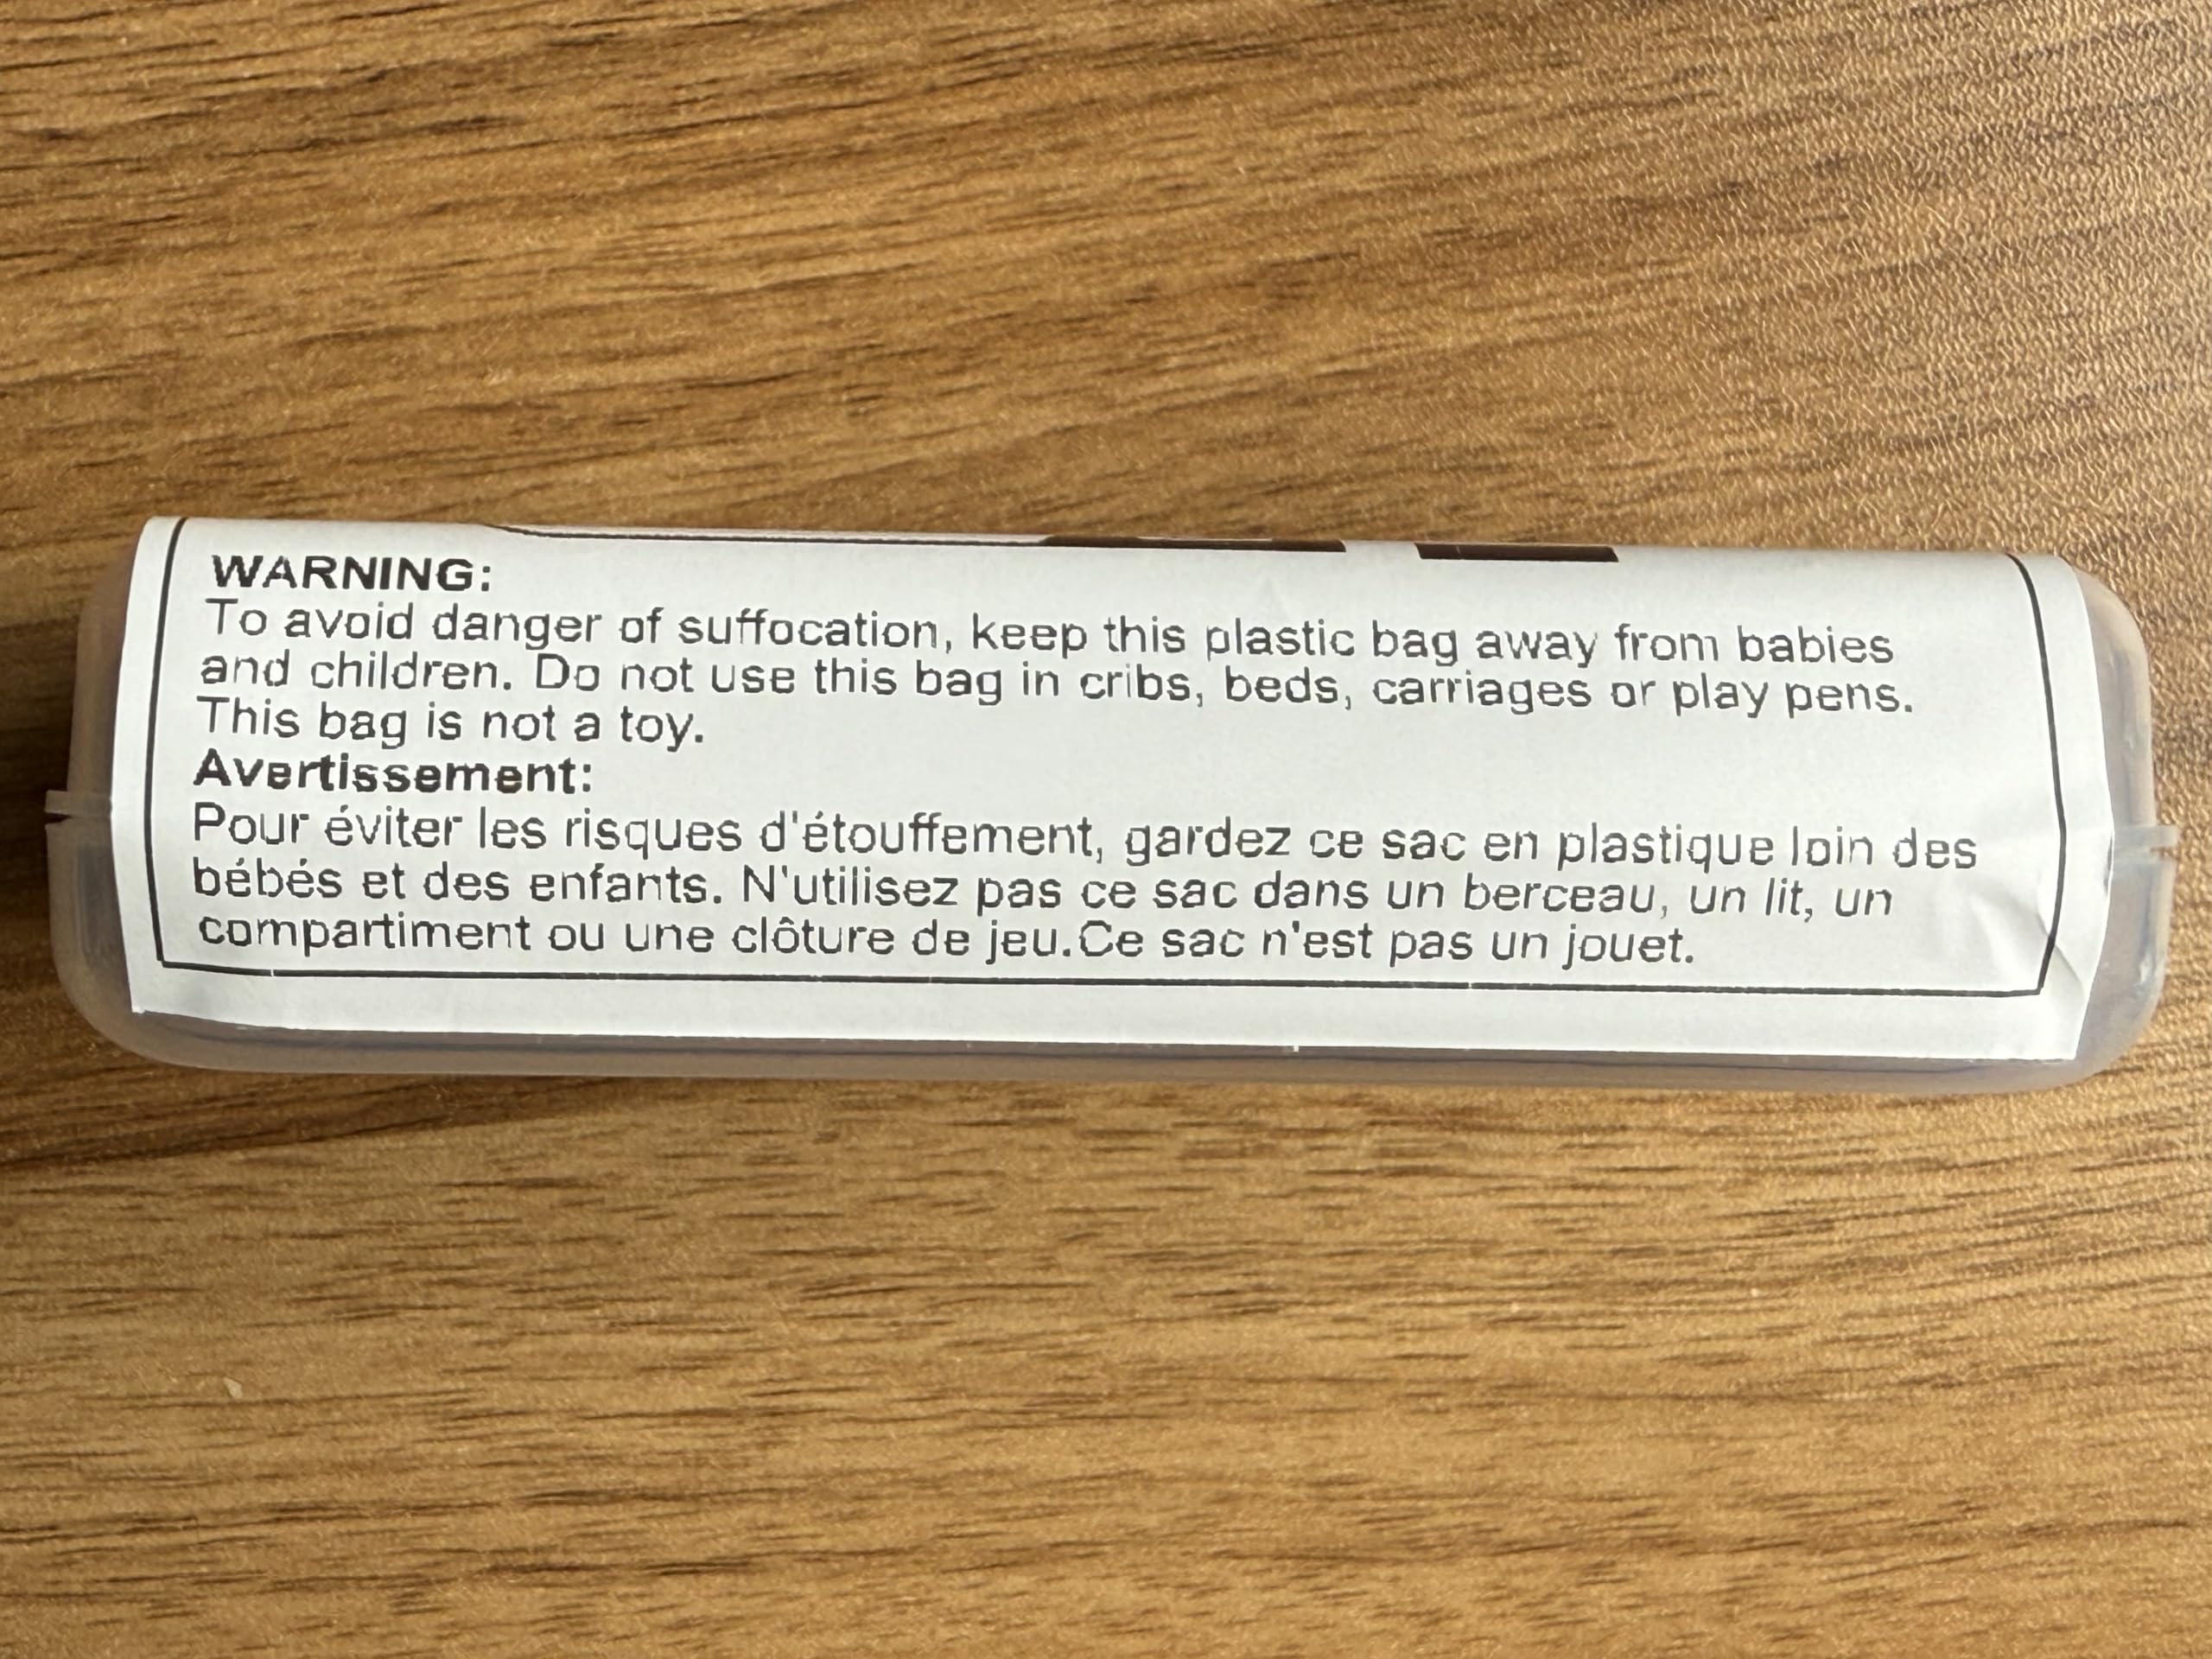 WARNING:
To avoid danger of suffocation, keep this plastic bag away from babies
and children. Do not use this bag in cribs, beds, carriages or play pens.
This bag is not a toy.
Avertissement:
Pour éviter les risques d'étouffement, gardez ce sac en plastique loin des
bébés et des enfants. N'utilisez pas ce sac dans un berceau, un lit, un
compartiment ou une clôture de jeu.Ce sac n'est pas un jouet.